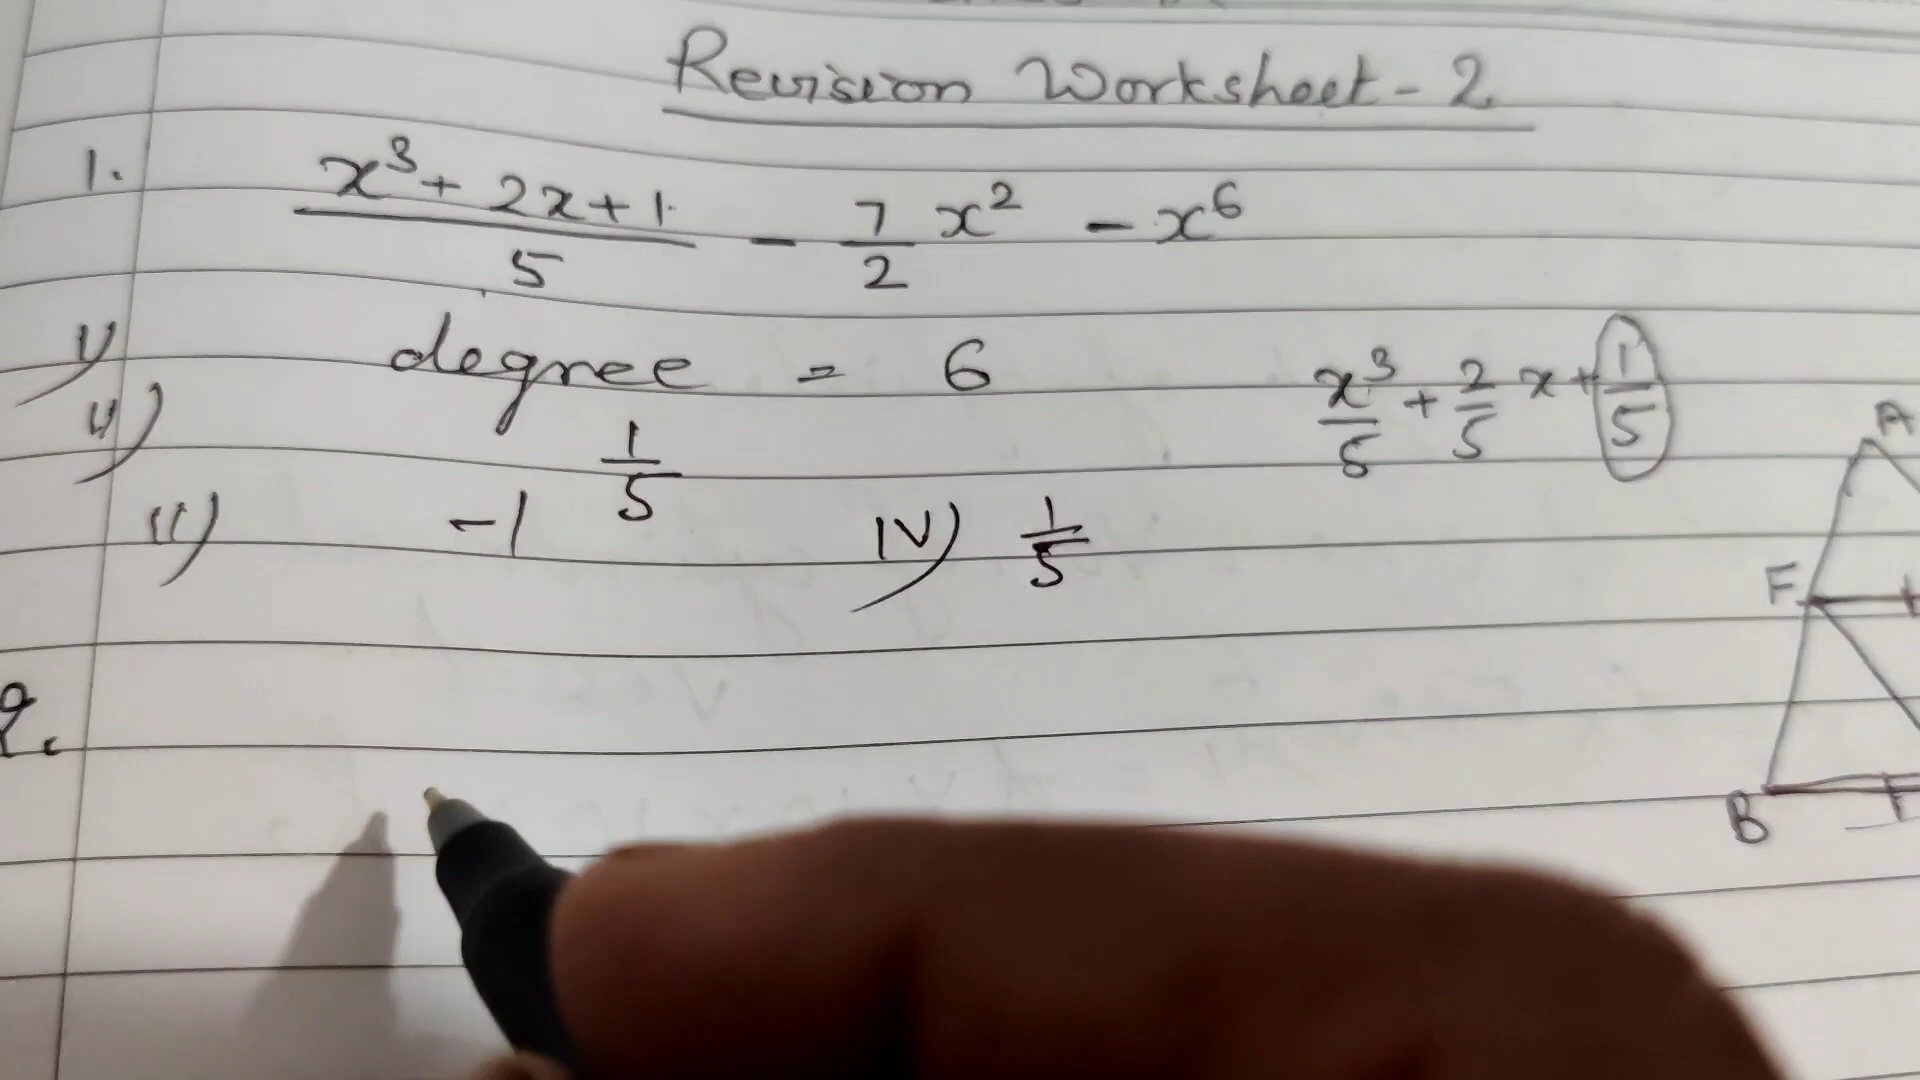 Revision Worksheet - 2
1. (x³ + 2x + 1)/5 - 7/2 x² - x⁶
i) degree = 6
x³/5 + 2/5 x + 1/5
ii) 1/5
iii) -1 iv) 1/5
2.
A
F
B